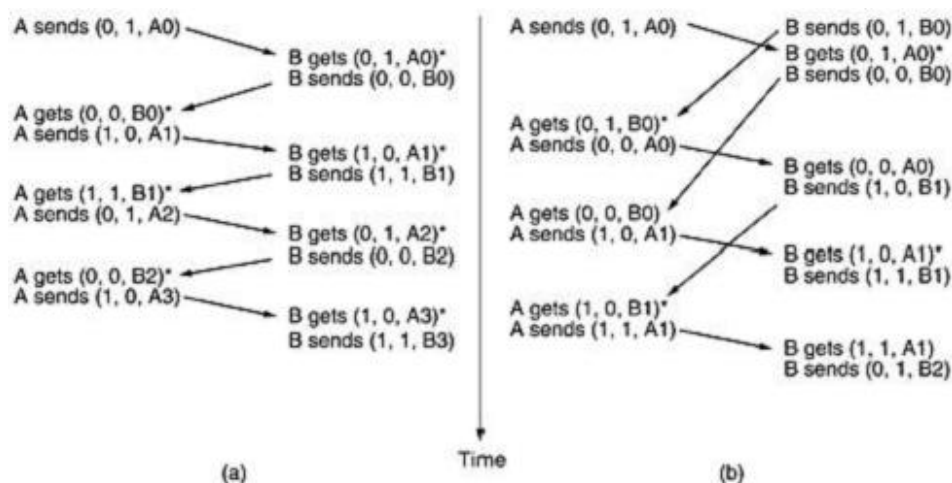 A sends (0, 1, A0)
B gets (0, 1, A0)*
B sends (0, 0, B0)
A gets (0, 0, B0)*
A sends (1, 0, A1)
B gets (1, 0, A1)*
B sends (1, 1, B1)
A gets (1, 1, B1)*
A sends (0, 1, A2)
B gets (0, 1, A2)*
B sends (0, 0, B2)
A gets (0, 0, B2)*
A sends (1, 0, A3)
B gets (1, 0, A3)*
B sends (1, 1, B3)
(a)
Time
A sends (0, 1, A0)
B sends (0, 1, B0)
B gets (0, 1, A0)*
B sends (0, 0, B0)
A gets (0, 1, B0)*
A sends (0, 0, A0)
B gets (0, 0, A0)
B sends (1, 0, B1)
A gets (0, 0, B0)
A sends (1, 0, A1)
B gets (1, 0, A1)*
B sends (1, 1, B1)
A gets (1, 0, B1)*
A sends (1, 1, A1)
B gets (1, 1, A1)
B sends (0, 1, B2)
(b)